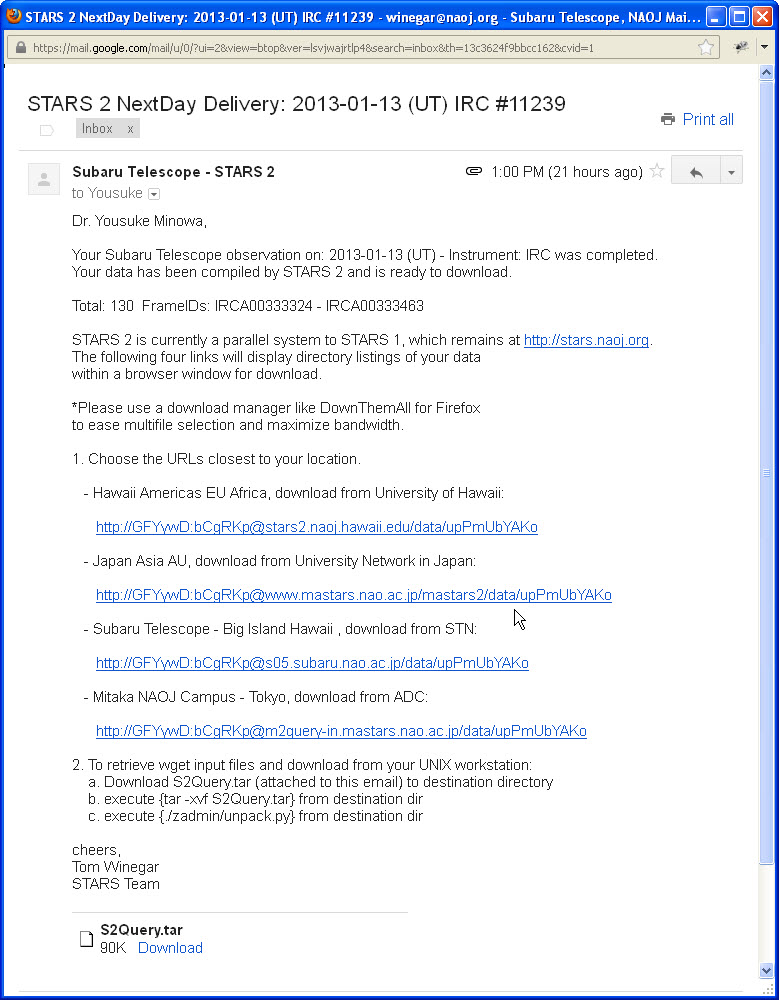 STARS 2 NextDay Delivery: 2013-01-13 (UT) IRC #11239 - winegar@naoj.org - Subaru Telescope, NAOJ Mai...
https://mail.google.com/mail/u/0/?ui=2&view=btop&ver=lsvjwajrtlp4&search=inbox&th=13c3624f9bbcc162&cvid=1
STARS 2 NextDay Delivery: 2013-01-13 (UT) IRC #11239
Inbox x
Print all
Subaru Telescope - STARS 2
1:00 PM (21 hours ago)
to Yousuke
Dr. Yousuke Minowa,
Your Subaru Telescope observation on: 2013-01-13 (UT) - Instrument: IRC was completed.
Your data has been compiled by STARS 2 and is ready to download.
Total: 130 FrameIDs: IRCA00333324 - IRCA00333463
STARS 2 is currently a parallel system to STARS 1, which remains at http://stars.naoj.org.
The following four links will display directory listings of your data
within a browser window for download.
*Please use a download manager like DownThemAll for Firefox
to ease multifile selection and maximize bandwidth.
1. Choose the URLs closest to your location.
- Hawaii Americas EU Africa, download from University of Hawaii:
http://GFYywD:bCgRKp@stars2.naoj.hawaii.edu/data/upPmUbYAKo
- Japan Asia AU, download from University Network in Japan:
http://GFYywD:bCgRKp@www.mastars.nao.ac.jp/mastars2/data/upPmUbYAKo
- Subaru Telescope - Big Island Hawaii , download from STN:
http://GFYywD:bCgRKp@s05.subaru.nao.ac.jp/data/upPmUbYAKo
- Mitaka NAOJ Campus - Tokyo, download from ADC:
http://GFYywD:bCgRKp@m2query-in.mastars.nao.ac.jp/data/upPmUbYAKo
2. To retrieve wget input files and download from your UNIX workstation:
a. Download S2Query.tar (attached to this email) to destination directory
b. execute {tar -xvf S2Query.tar} from destination dir
c. execute {./zadmin/unpack.py} from destination dir
cheers,
Tom Winegar
STARS Team
S2Query.tar
90K Download